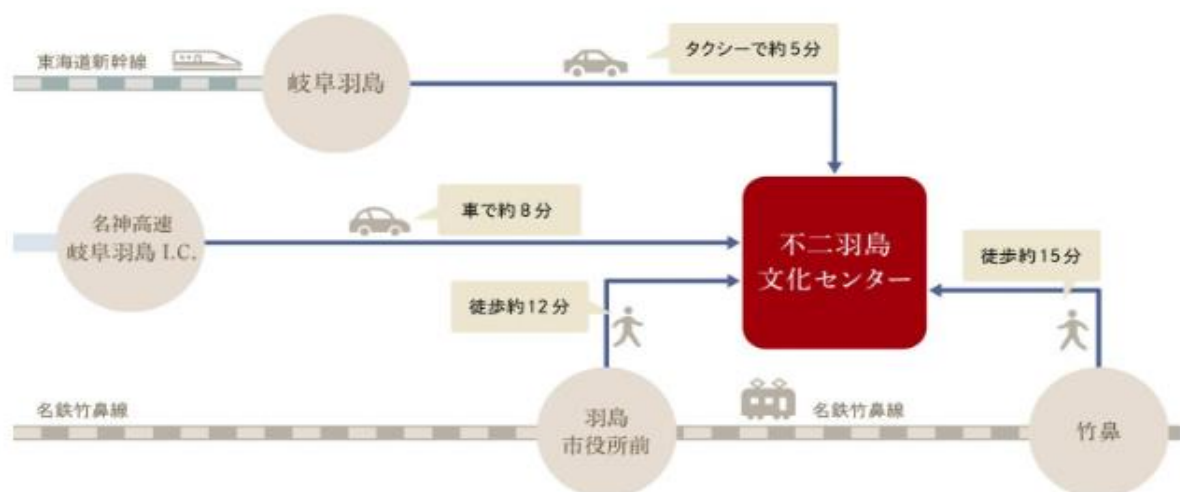 東海道新幹線
岐阜羽島
タクシーで約5分
名神高速
岐阜羽島 I.C.
車で約8分
不二羽島
文化センター
徒歩約15分
徒歩約12分
名鉄竹鼻線
羽島
市役所前
名鉄竹鼻線
竹鼻